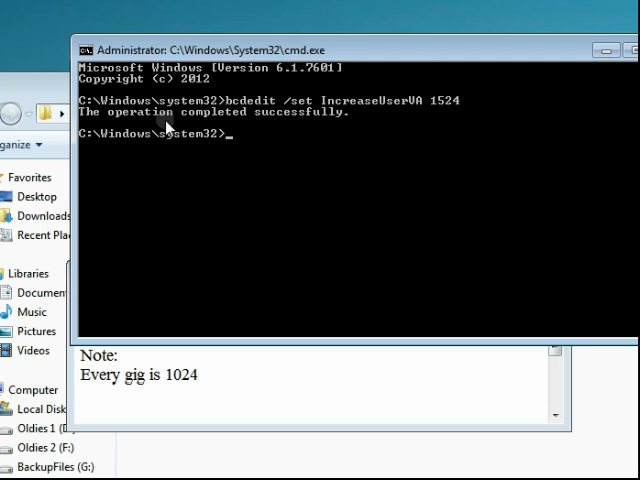 Administrator: C:\Windows\System32\cmd.exe
Microsoft Windows [Version 6.1.7601]
Copyright (c) 2012
C:\Windows\system32>bcdedit /set IncreaseUserVA 1524
The operation completed successfully.
C:\Windows\system32>_
ganize
Favorites
Desktop
Downloads
Recent Pla
Libraries
Documen
Music
Pictures
Videos
Computer
Local Disk
Oldies 1 (D
Oldies 2 (F:)
BackupFiles (G:)
Note:
Every gig is 1024